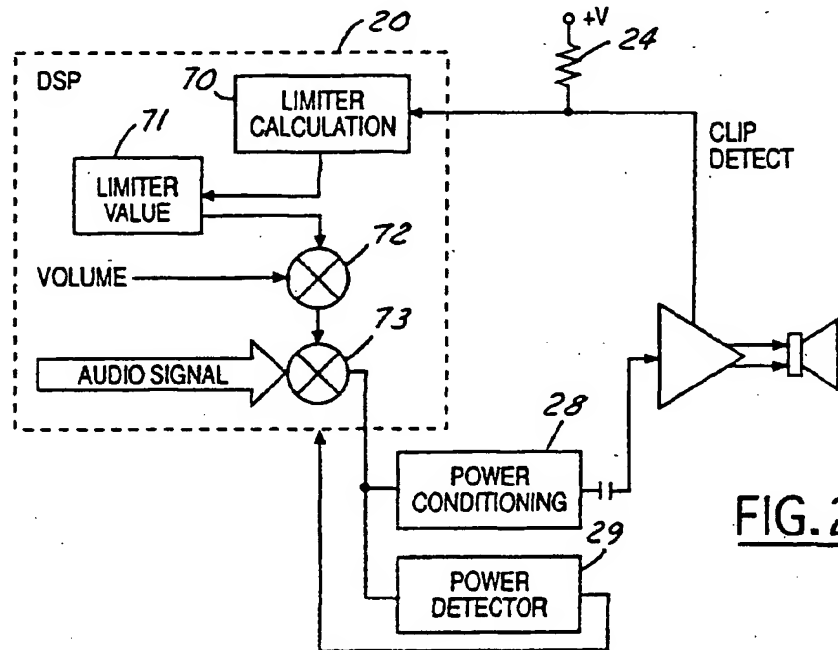 20
+V
24
DSP
70
LIMITER
CALCULATION
CLIP
DETECT
71
LIMITER
VALUE
72
VOLUME
73
AUDIO SIGNAL
28
POWER
CONDITIONING
FIG. 2
29
POWER
DETECTOR